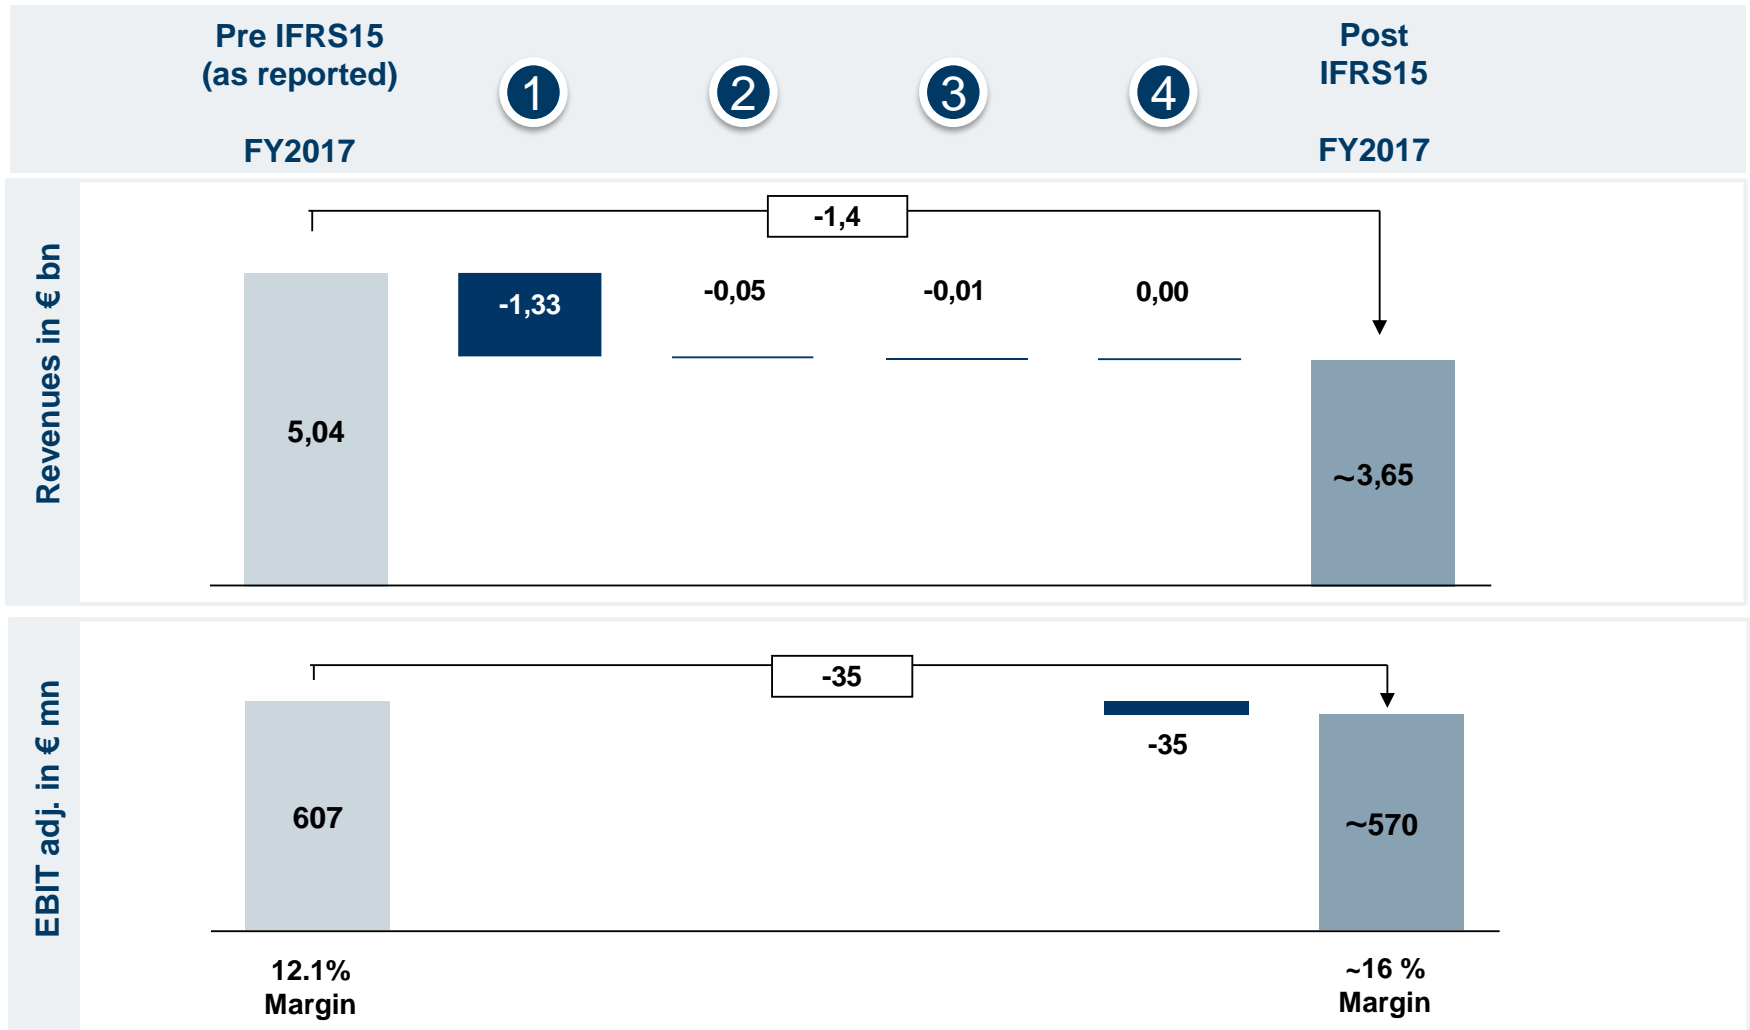 Pre IFRS15
(as reported)
FY2017
1
2
3
4
Post
IFRS15
FY2017
Revenues in € bn
-1,4
5,04
-1,33
-0,05
-0,01
0,00
~3,65
EBIT adj. in € mn
-35
607
-35
~570
12.1%
Margin
~16 %
Margin